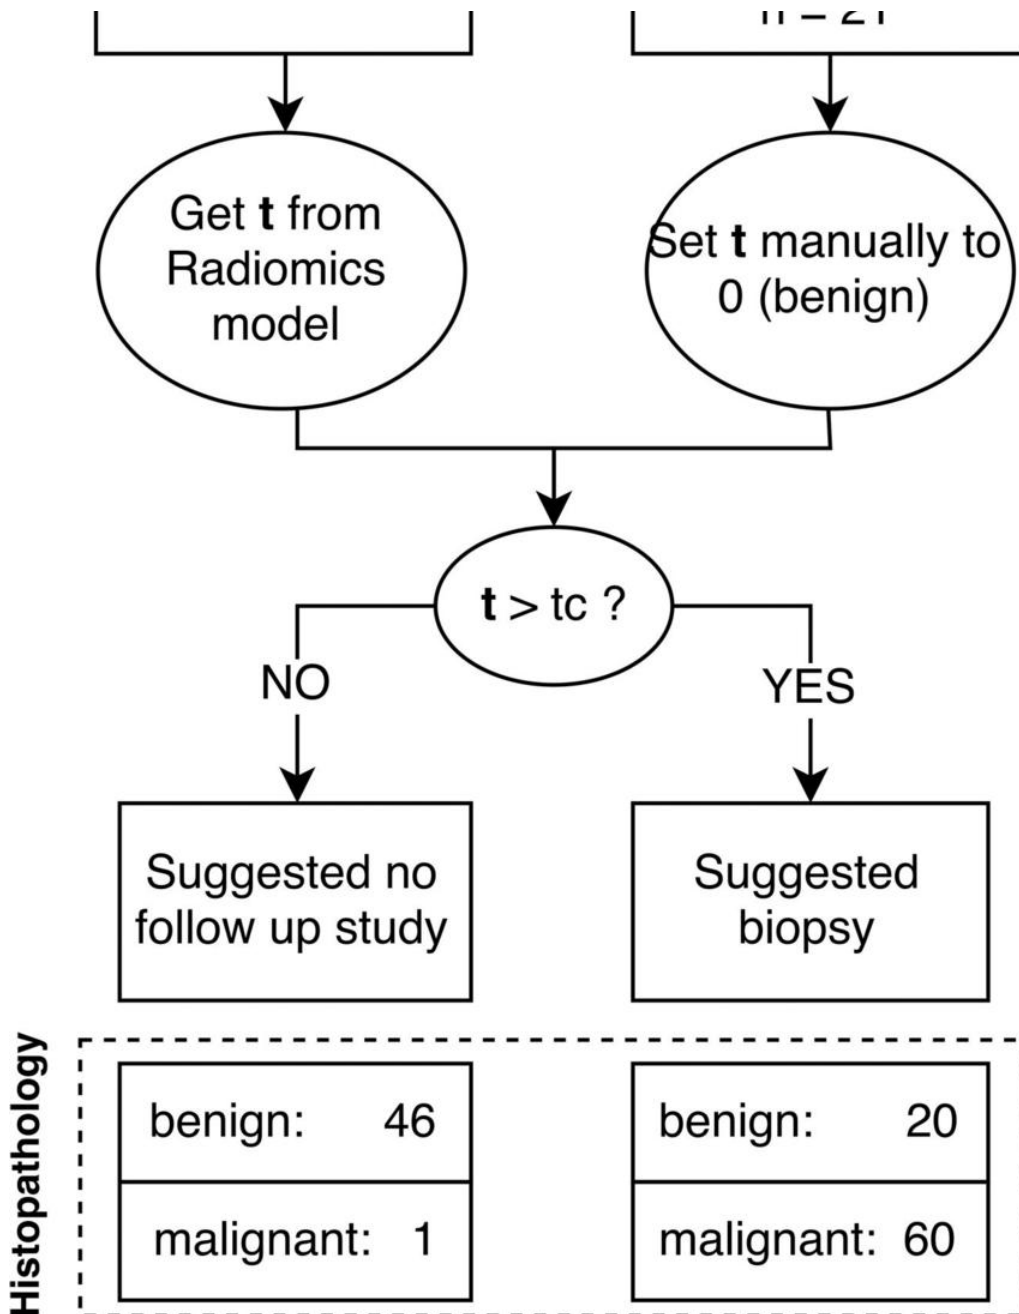 Get t from
Radiomics
model
Set t manually to
0 (benign)
t > tc ?
NO
YES
Suggested no
follow up study
Suggested
biopsy
Histopathology
benign: 46
malignant: 1
benign: 20
malignant: 60